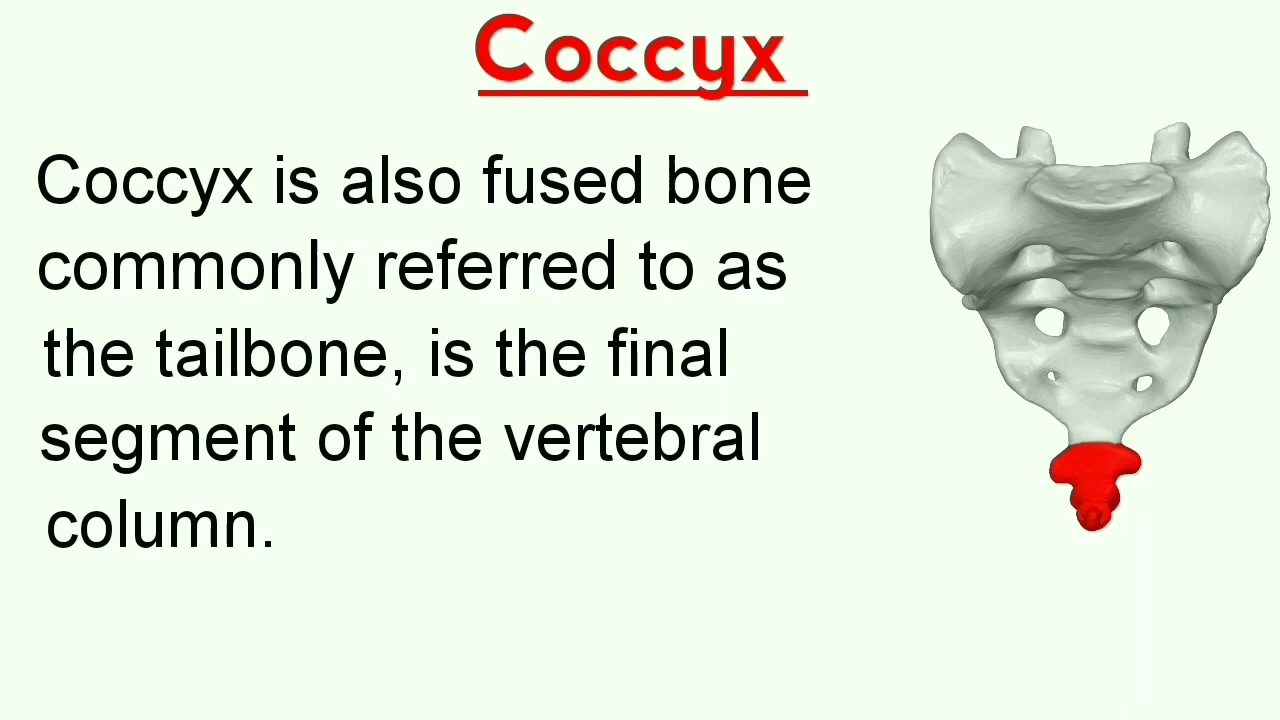 Coccyx
Coccyx is also fused bone
commonly referred to as
the tailbone, is the final
segment of the vertebral
column.